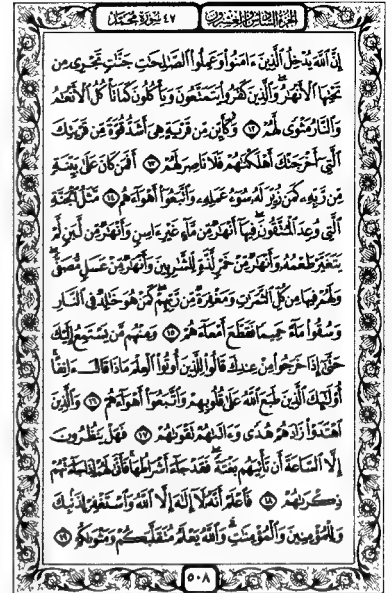 الجزء السادس والعشرون
٤٧ سورة محمد
إِنَّ ٱللَّهَ يُدْخِلُ ٱلَّذِينَ ءَامَنُوا۟ وَعَمِلُوا۟ ٱلصَّٰلِحَٰتِ جَنَّٰتٍ تَجْرِى مِن
تَحْتِهَا ٱلْأَنْهَٰرُ ۖ وَٱلَّذِينَ كَفَرُوا۟ يَتَمَتَّعُونَ وَيَأْكُلُونَ كَمَا تَأْكُلُ ٱلْأَنْعَٰمُ
وَٱلنَّارُ مَثْوًى لَّهُمْ ١٢ وَكَأَيِّن مِّن قَرْيَةٍ هِىَ أَشَدُّ قُوَّةً مِّن قَرْيَتِكَ
ٱلَّتِىٓ أَخْرَجَتْكَ أَهْلَكْنَٰهُمْ فَلَا نَاصِرَ لَهُمْ ١٣ أَفَمَن كَانَ عَلَىٰ بَيِّنَةٍ
مِّن رَّبِّهِۦ كَمَن زُيِّنَ لَهُۥ سُوٓءُ عَمَلِهِۦ وَٱتَّبَعُوٓا۟ أَهْوَآءَهُم ١٤ مَّثَلُ ٱلْجَنَّةِ
ٱلَّتِى وُعِدَ ٱلْمُتَّقُونَ ۖ فِيهَآ أَنْهَٰرٌ مِّن مَّآءٍ غَيْرِ ءَاسِنٍ وَأَنْهَٰرٌ مِّن لَّبَنٍ لَّمْ
يَتَغَيَّرْ طَعْمُهُۥ وَأَنْهَٰرٌ مِّنْ خَمْرٍ لَّذَّةٍ لِّلشَّٰرِبِينَ وَأَنْهَٰرٌ مِّنْ عَسَلٍ مُّصَفًّى ۖ
وَلَهُمْ فِيهَا مِن كُلِّ ٱلثَّمَرَٰتِ وَمَغْفِرَةٌ مِّن رَّبِّهِمْ ۖ كَمَنْ هُوَ خَٰلِدٌ فِى ٱلنَّارِ
وَسُقُوا۟ مَآءً حَمِيمًا فَقَطَّعَ أَمْعَآءَهُمْ ١٥ وَمِنْهُم مَّن يَسْتَمِعُ إِلَيْكَ
حَتَّىٰٓ إِذَا خَرَجُوا۟ مِنْ عِندِكَ قَالُوا۟ لِلَّذِينَ أُوتُوا۟ ٱلْعِلْمَ مَاذَا قَالَ ءَانِفًا ۚ
أُو۟لَٰٓئِكَ ٱلَّذِينَ طَبَعَ ٱللَّهُ عَلَىٰ قُلُوبِهِمْ وَٱتَّبَعُوٓا۟ أَهْوَآءَهُمْ ١٦ وَٱلَّذِينَ
ٱهْتَدَوْا۟ زَادَهُمْ هُدًى وَءَاتَىٰهُمْ تَقْوَىٰهُمْ ١٧ فَهَلْ يَنظُرُونَ
إِلَّا ٱلسَّاعَةَ أَن تَأْتِيَهُم بَغْتَةً ۖ فَقَدْ جَآءَ أَشْرَاطُهَا ۚ فَأَنَّىٰ لَهُمْ إِذَا جَآءَتْهُمْ
ذِكْرَىٰهُمْ ١٨ فَٱعْلَمْ أَنَّهُۥ لَآ إِلَٰهَ إِلَّا ٱللَّهُ وَٱسْتَغْفِرْ لِذَنۢبِكَ
وَلِلْمُؤْمِنِينَ وَٱلْمُؤْمِنَٰتِ ۗ وَٱللَّهُ يَعْلَمُ مُتَقَلَّبَكُمْ وَمَثْوَىٰكُمْ ١٩
٥٠٨